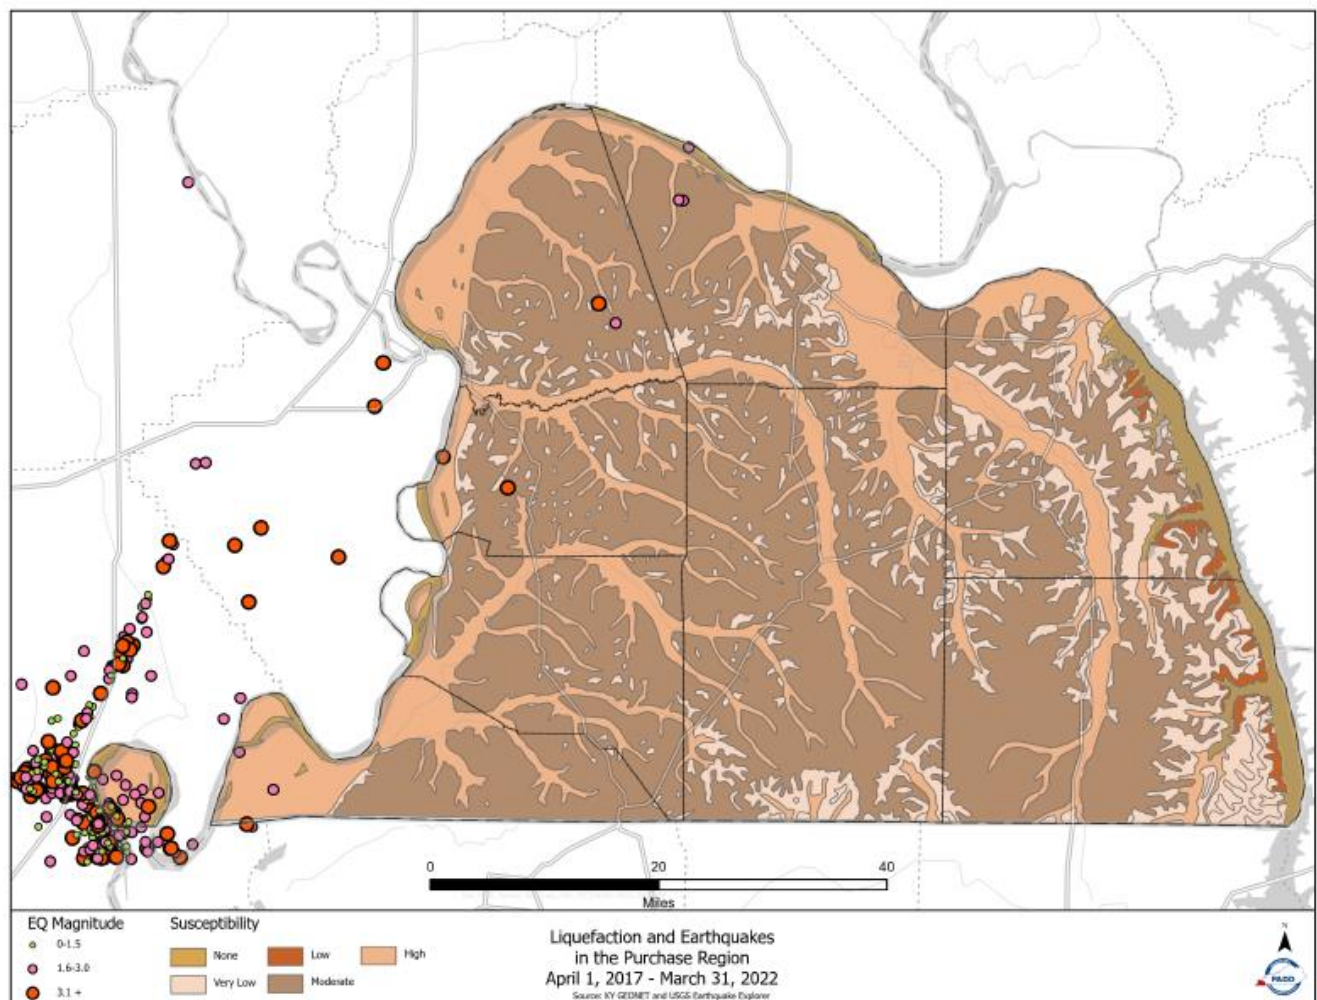 0 20 40
Miles
EQ Magnitude
0-1.5
1.6-3.0
3.1 +
Susceptibility
None
Low
High
Very Low
Moderate
Liquefaction and Earthquakes
in the Purchase Region
April 1, 2017 - March 31, 2022
Source: KY GEONET and USGS Earthquake Explorer
N
PADD